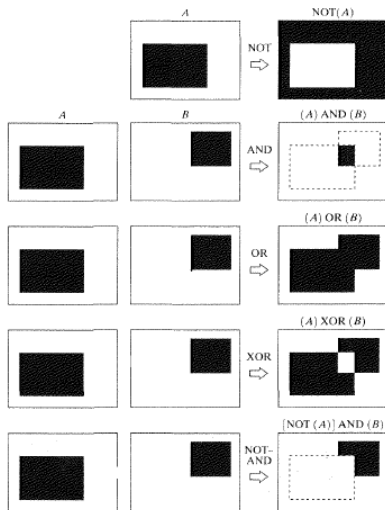 A
NOT(A)
NOT
A
B
(A) AND (B)
AND
(A) OR (B)
OR
(A) XOR (B)
XOR
[NOT (A)] AND (B)
NOT-
AND